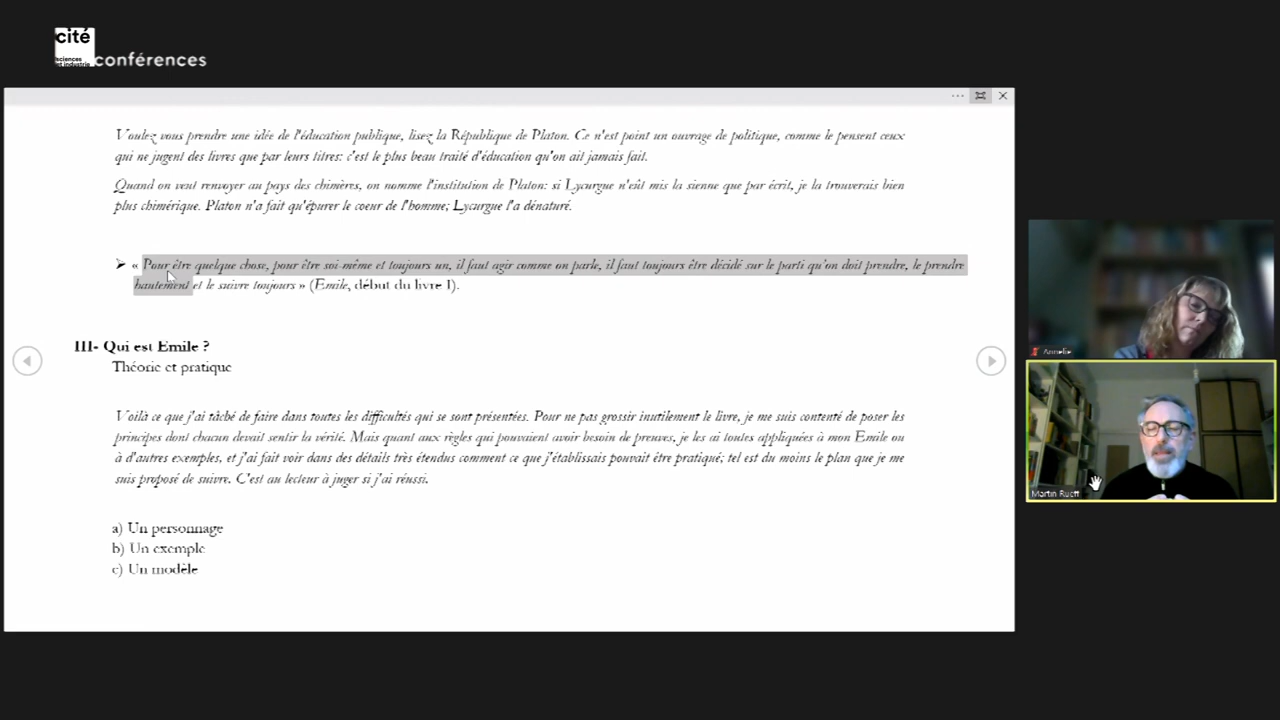 cité
sciences
et industrie
conférences
Voulez vous prendre une idée de l'éducation publique, lisez la République de Platon. Ce n'est point un ouvrage de politique, comme le pensent ceux
qui ne jugent des livres que par leurs titres: c'est le plus beau traité d'éducation qu'on ait jamais fait.
Quand on veut renvoyer au pays des chimères, on nomme l'institution de Platon: si Lycurgue n'eût mis la sienne que par écrit, je la trouverais bien
plus chimérique. Platon n'a fait qu'épurer le coeur de l'homme; Lycurgue l'a dénaturé.
➤ « Pour être quelque chose, pour être soi-même et toujours un, il faut agir comme on parle, il faut toujours être décidé sur le parti qu'on doit prendre, le prendre
hautement et le suivre toujours » (Emile, début du livre I).
III- Qui est Emile ?
Théorie et pratique
Voilà ce que j'ai tâché de faire dans toutes les difficultés qui se sont présentées. Pour ne pas grossir inutilement le livre, je me suis contenté de poser les
principes dont chacun devait sentir la vérité. Mais quant aux règles qui pouvaient avoir besoin de preuves, je les ai toutes appliquées à mon Emile ou
à d'autres exemples, et j'ai fait voir dans des détails très étendus comment ce que j'établissais pouvait être pratiqué; tel est du moins le plan que je me
suis proposé de suivre. C'est au lecteur à juger si j'ai réussi.
a) Un personnage
b) Un exemple
c) Un modèle
Annelie
Martin Rueff